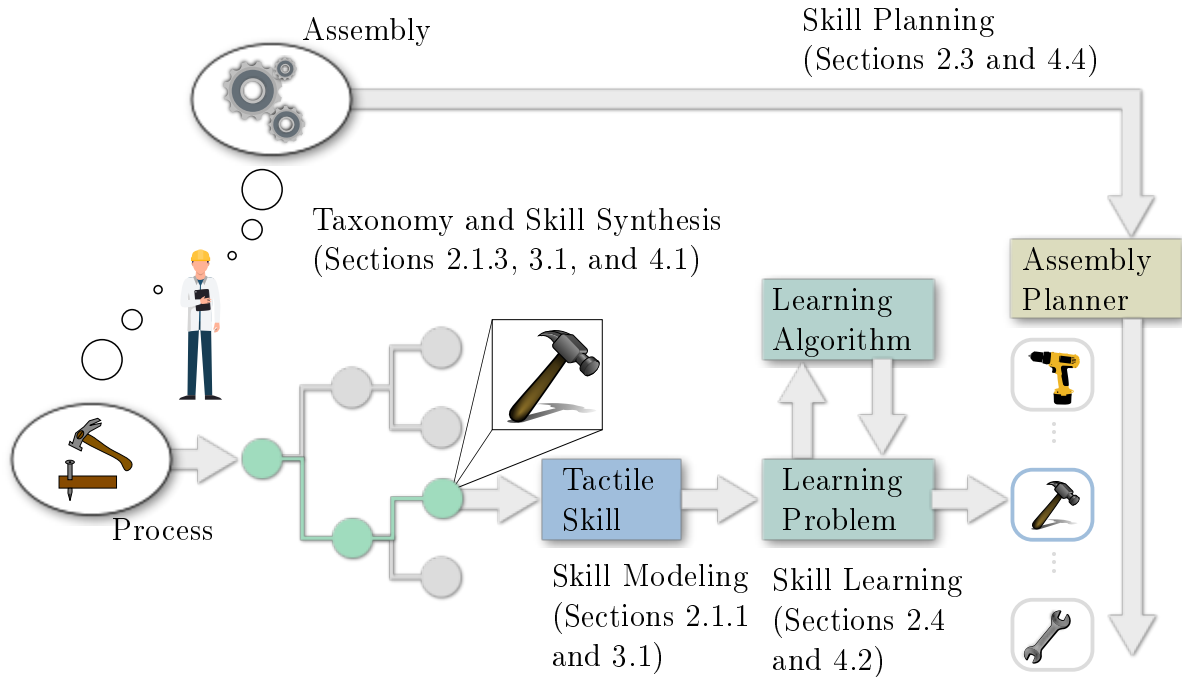 Assembly
Skill Planning
(Sections 2.3 and 4.4)
Taxonomy and Skill Synthesis
(Sections 2.1.3, 3.1, and 4.1)
Assembly
Planner
Learning
Algorithm
Tactile
Skill
Learning
Problem
Process
Skill Modeling
(Sections 2.1.1
and 3.1)
Skill Learning
(Sections 2.4
and 4.2)